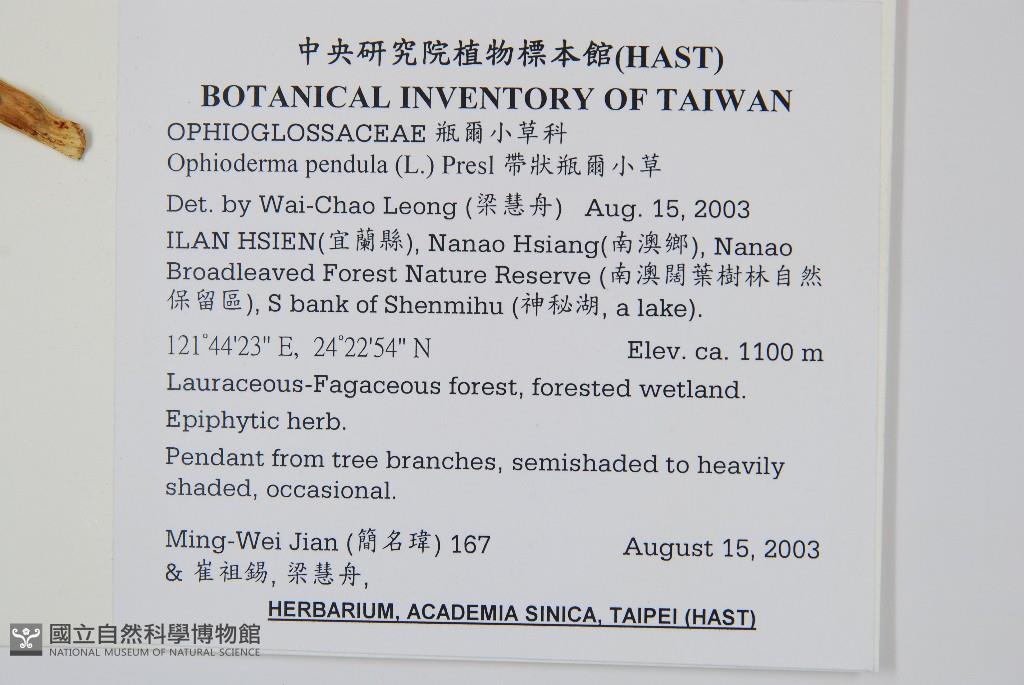 中央研究院植物標本館(HAST)
BOTANICAL INVENTORY OF TAIWAN
OPHIOGLOSSACEAE 瓶爾小草科
Ophioderma pendula (L.) Presl 帶狀瓶爾小草
Det. by Wai-Chao Leong (梁慧舟) Aug. 15, 2003
ILAN HSIEN(宜蘭縣), Nanao Hsiang(南澳鄉), Nanao
Broadleaved Forest Nature Reserve (南澳闊葉樹林自然
保留區), S bank of Shenmihu (神秘湖, a lake).
121°44'23" E, 24°22'54" N Elev. ca. 1100 m
Lauraceous-Fagaceous forest, forested wetland.
Epiphytic herb.
Pendant from tree branches, semishaded to heavily
shaded, occasional.
Ming-Wei Jian (簡名瑋) 167 August 15, 2003
& 崔祖錫, 梁慧舟,
HERBARIUM, ACADEMIA SINICA, TAIPEI (HAST)
國立自然科學博物館
NATIONAL MUSEUM OF NATURAL SCIENCE